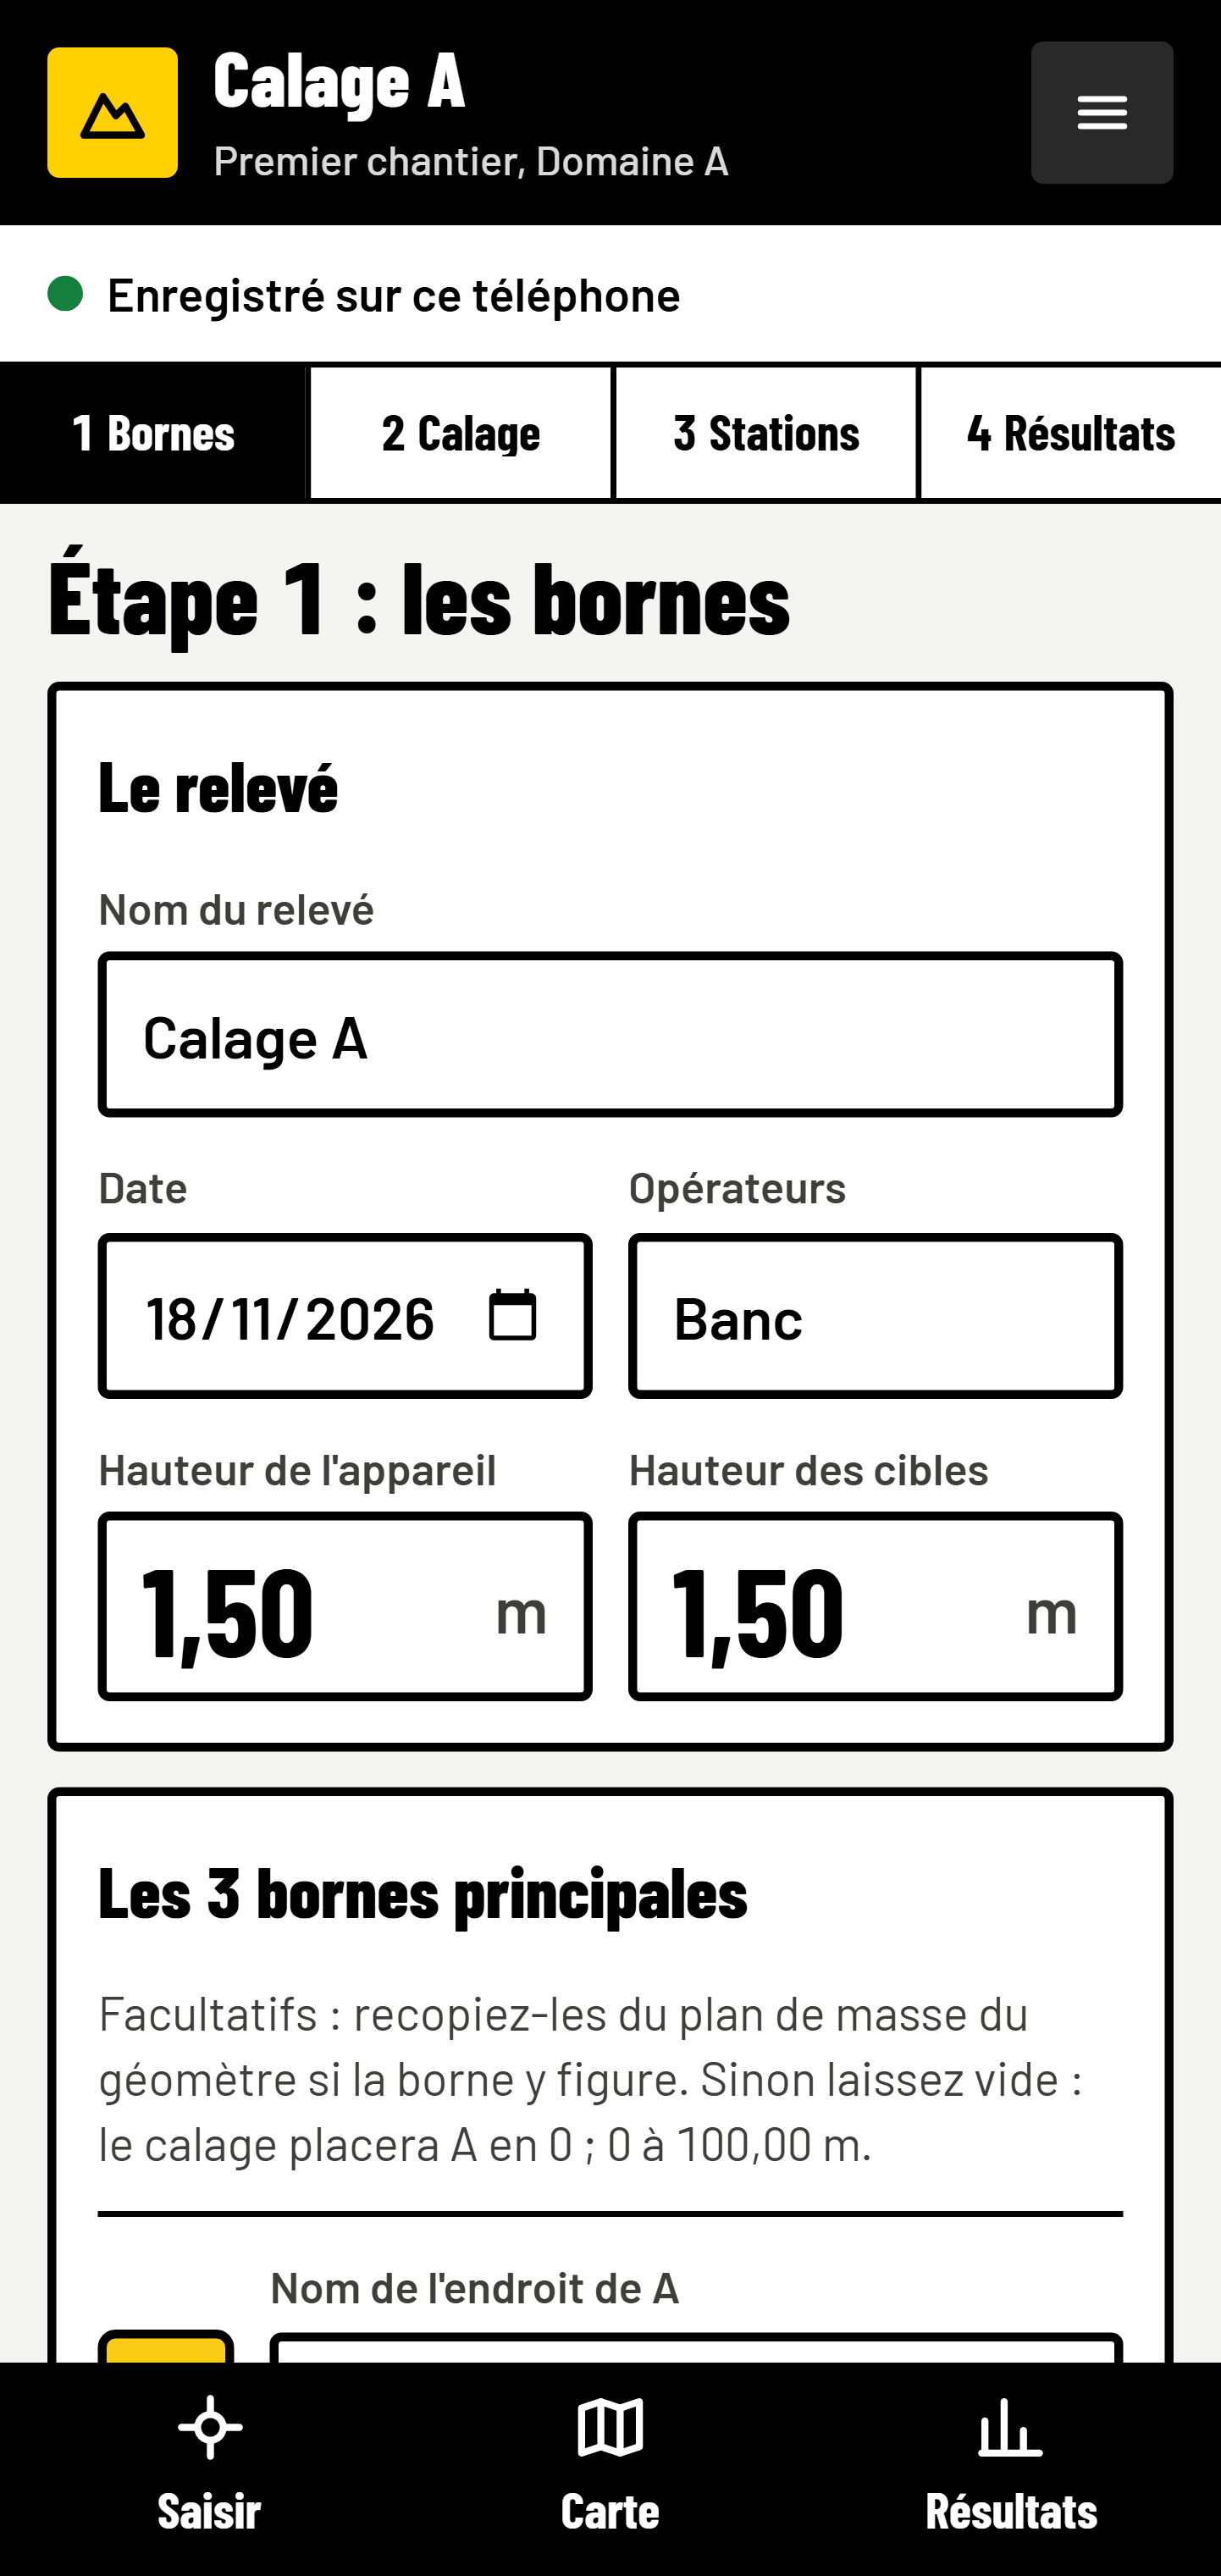 Calage A
Premier chantier, Domaine A
Enregistré sur ce téléphone
1 Bornes
2 Calage
3 Stations
4 Résultats
Étape 1 : les bornes
Le relevé
Nom du relevé
Calage A
Date
Opérateurs
18/11/2026
Banc
Hauteur de l'appareil
Hauteur des cibles
1,50 m
1,50 m
Les 3 bornes principales
Facultatifs : recopiez-les du plan de masse du
géomètre si la borne y figure. Sinon laissez vide :
le calage placera A en 0 ; 0 à 100,00 m.
Nom de l'endroit de A
Saisir
Carte
Résultats